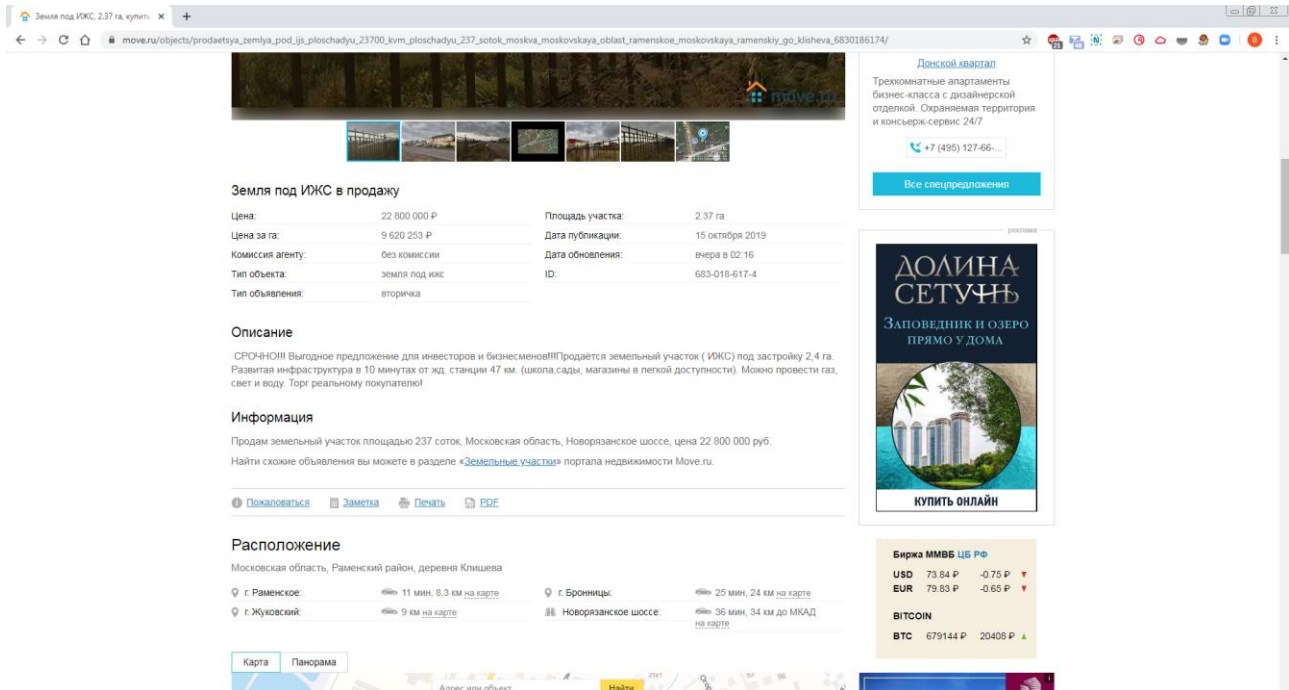 Земля под ИЖС, 2.37 га, купить
move.ru/objects/prodaetsya_zemlya_pod_ijs_ploschadyu_23700_kvm_ploschadyu_237_sotok_moskva_moskovskaya_oblast_ramenskoe_moskovskaya_ramenskiy_go_klisheva_6830186174/
21
В
move.ru
Земля под ИЖС в продажу
Цена: 22 800 000 ₽ Площадь участка: 2.37 га
Цена за га: 9 620 253 ₽ Дата публикации: 15 октября 2019
Комиссия агенту: без комиссии Дата обновления: вчера в 02:16
Тип объекта: земля под ижс ID: 683-018-617-4
Тип объявления: вторичка
Описание
СРОЧНО!!! Выгодное предложение для инвесторов и бизнесменов!!!Продаётся земельный участок ( ИЖС) под застройку 2,4 га.
Развитая инфраструктура в 10 минутах от жд. станции 47 км. (школа,сады, магазины в легкой доступности). Можно провести газ,
свет и воду. Торг реальному покупателю!
Информация
Продам земельный участок площадью 237 соток, Московская область, Новорязанское шоссе, цена 22 800 000 руб.
Найти схожие объявления вы можете в разделе «Земельные участки» портала недвижимости Move.ru.
Пожаловаться Заметка Печать PDF
Расположение
Московская область, Раменский район, деревня Клишева
г. Раменское: 11 мин, 8,3 км на карте г. Бронницы: 25 мин, 24 км на карте
г. Жуковский: 9 км на карте Новорязанское шоссе: 36 мин, 34 км до МКАД
на карте
Карта Панорама
Адрес или объект Найти
Донской квартал
Трехкомнатные апартаменты
бизнес-класса с дизайнерской
отделкой. Охраняемая территория
и консьерж-сервис 24/7
+7 (495) 127-66-...
Все спецпредложения
реклама
ДОЛИНА
СЕТУНЬ
ЗАПОВЕДНИК И ОЗЕРО
ПРЯМО У ДОМА
КУПИТЬ ОНЛАЙН
Биржа ММВБ ЦБ РФ
USD 73.84 ₽ -0.75 ₽
EUR 79.83 ₽ -0.65 ₽
BITCOIN
BTC 679144 ₽ 20408 ₽